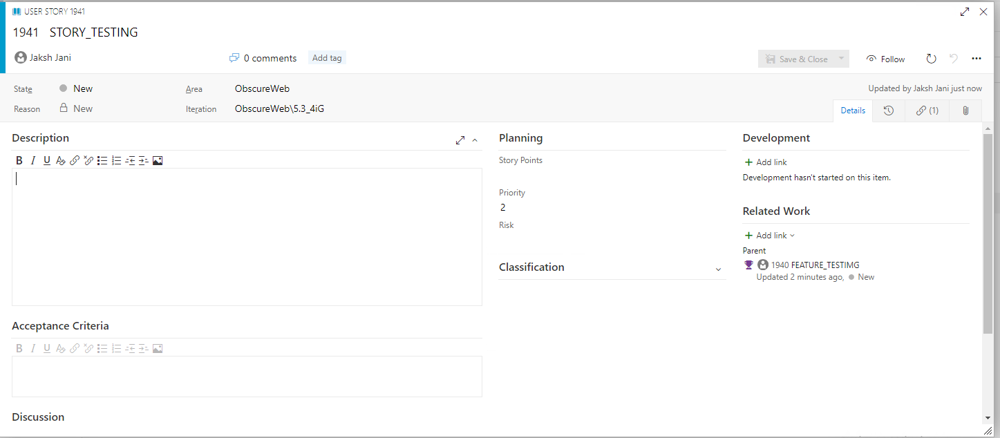 USER STORY 1941
1941 STORY_TESTING
Jaksh Jani
0 comments
Add tag
Save & Close
Follow
State
New
Area
ObscureWeb
Updated by Jaksh Jani just now
Reason
New
Iteration
ObscureWeb\5.3_4iG
Details
(1)
Description
B I U
Acceptance Criteria
B I U
Discussion
Planning
Story Points
Priority
2
Risk
Classification
Development
Add link
Development hasn't started on this item.
Related Work
Add link
Parent
1940 FEATURE_TESTIMG
Updated 2 minutes ago, New